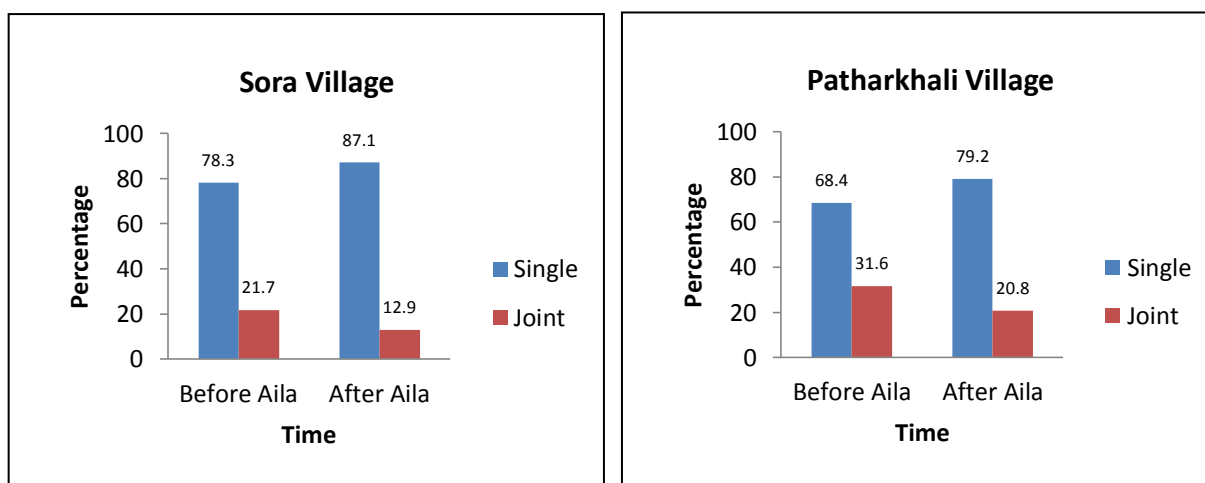 Sora Village
Percentage
100
80
60
40
20
0
78.3
21.7
87.1
12.9
Before Aila
After Aila
Time
Single
Joint
Patharkhali Village
Percentage
100
80
60
40
20
0
68.4
31.6
79.2
20.8
Before Aila
After Aila
Time
Single
Joint